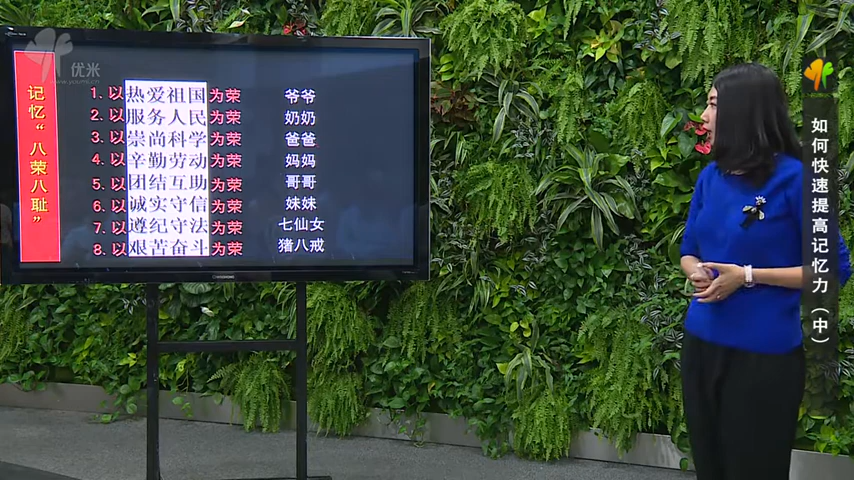 优米
www.youmi.cn
记忆“八荣八耻”
1. 以热爱祖国为荣 爷爷
2. 以服务人民为荣 奶奶
3. 以崇尚科学为荣 爸爸
4. 以辛勤劳动为荣 妈妈
5. 以团结互助为荣 哥哥
6. 以诚实守信为荣 妹妹
7. 以遵纪守法为荣 七仙女
8. 以艰苦奋斗为荣 猪八戒
如何快速提高记忆力（中）